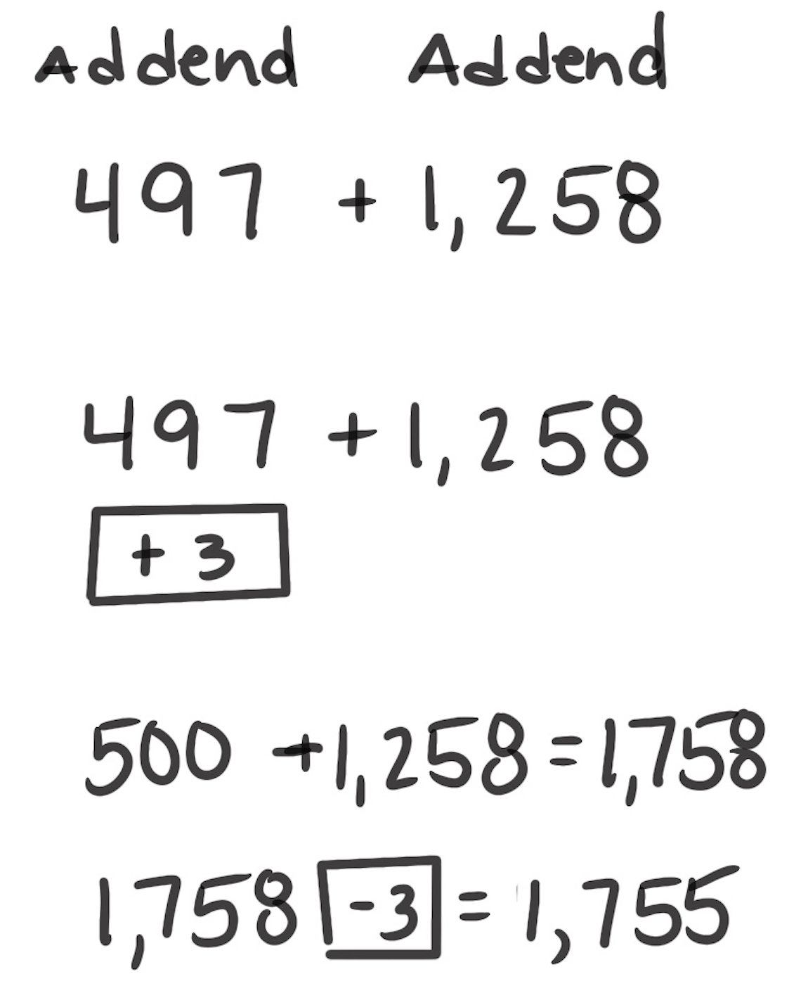 Addend Addend
497 + 1,258
497 + 1,258
+ 3
500 + 1,258 = 1,758
1,758 - 3 = 1,755